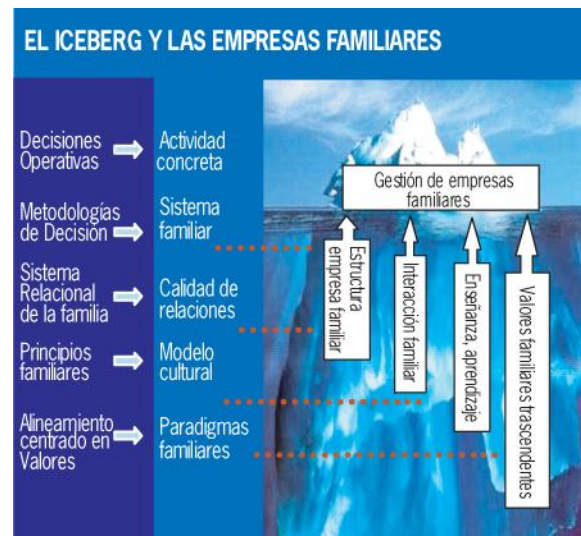 EL ICEBERG Y LAS EMPRESAS FAMILIARES
Decisiones
Operativas
Actividad
concreta
Metodologías
de Decisión
Sistema
familiar
Sistema
Relacional
de la familia
Calidad de
relaciones
Principios
familiares
Modelo
cultural
Alineamiento
centrado en
Valores
Paradigmas
familiares
Gestión de empresas
familiares
Estructura
empresa familiar
Interacción familiar
Enseñanza, aprendizaje
Valores familiares trascendentes